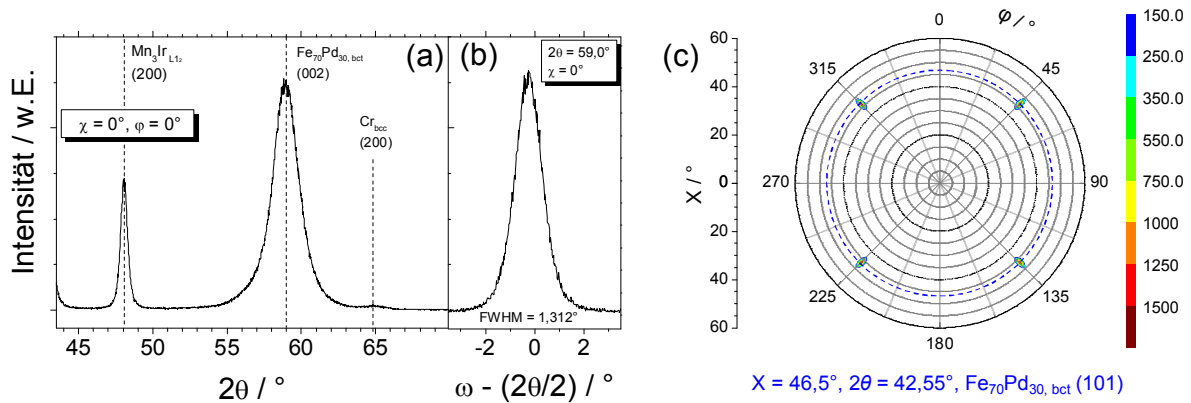 Intensität / w.E.
Mn₃Ir L1₂
(200)
Fe₇₀Pd₃₀, bct
(002)
(a)
χ = 0°, φ = 0°
Cr bcc
(200)
45 50 55 60 65
2θ / °
(b)
2θ = 59,0°
χ = 0°
FWHM = 1,312°
-2 0 2
ω - (2θ/2) / °
(c)
φ / °
0
45
90
135
180
225
270
315
X / °
60
40
20
0
20
40
60
150.0
250.0
350.0
550.0
750.0
1000
1250
1500
X = 46,5°, 2θ = 42,55°, Fe₇₀Pd₃₀, bct (101)